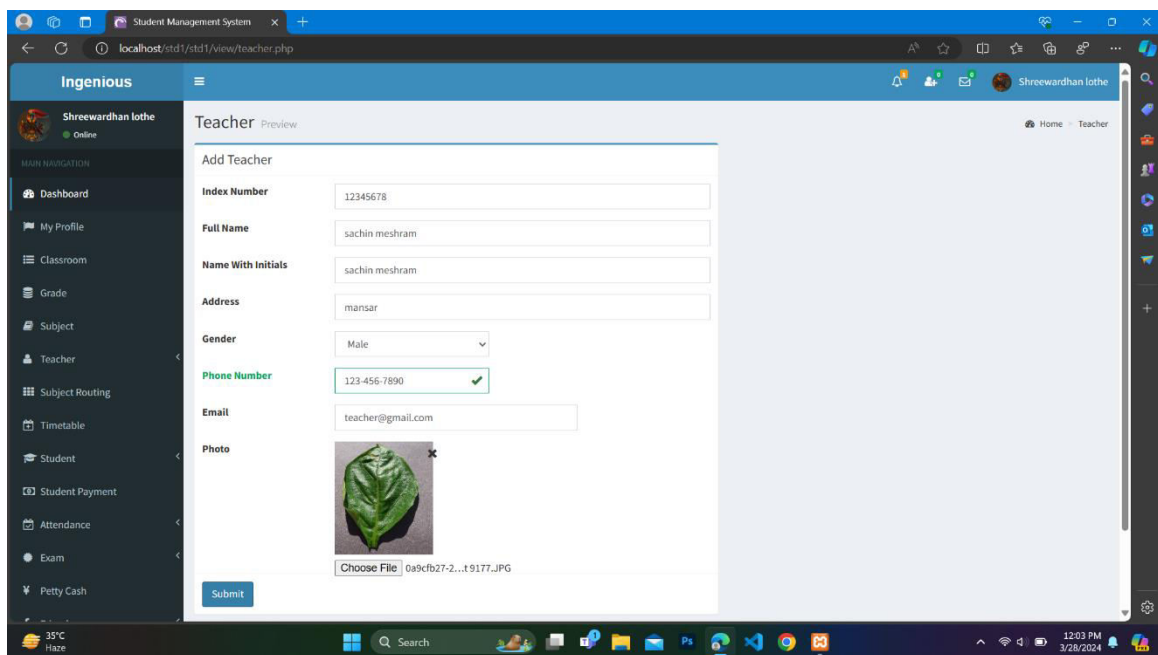 Student Management System
localhost/std1/std1/view/teacher.php
Ingenious
Shreewardhan lothe
Shreewardhan lothe
Online
Teacher Preview
Home
Teacher
MAIN NAVIGATION
Dashboard
My Profile
Classroom
Grade
Subject
Teacher
Subject Routing
Timetable
Student
Student Payment
Attendance
Exam
Petty Cash
Add Teacher
Index Number
12345678
Full Name
sachin meshram
Name With Initials
sachin meshram
Address
mansar
Gender
Male
Phone Number
123-456-7890
Email
teacher@gmail.com
Photo
Choose File 0a9cfb27-2...t 9177.JPG
Submit
35°C
Haze
Search
Ps
12:03 PM
3/28/2024